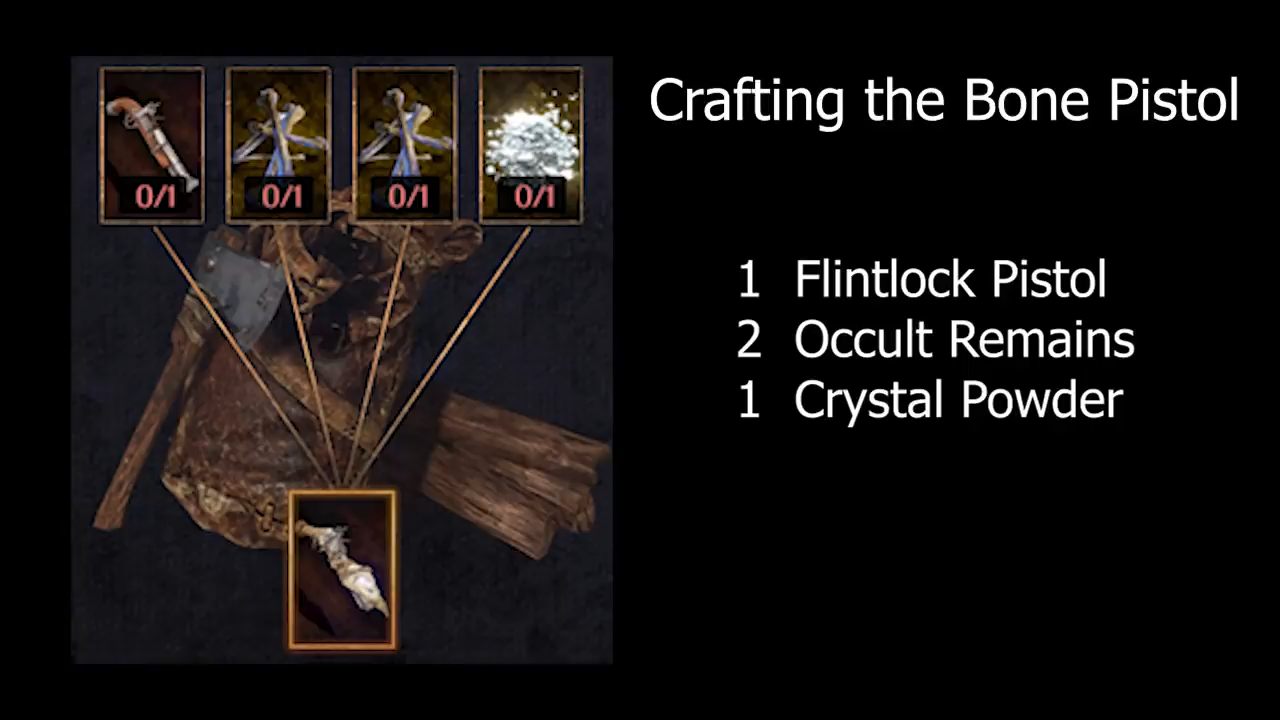 Crafting the Bone Pistol
0/1 0/1 0/1 0/1
1 Flintlock Pistol
2 Occult Remains
1 Crystal Powder